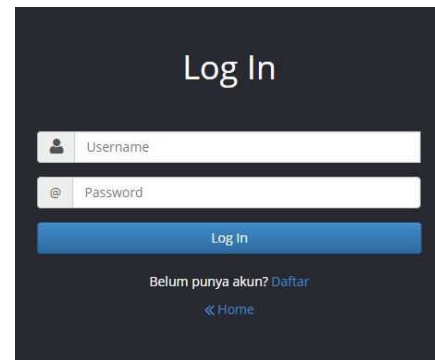 Log In
Username
@ Password
Log In
Belum punya akun? Daftar
« Home